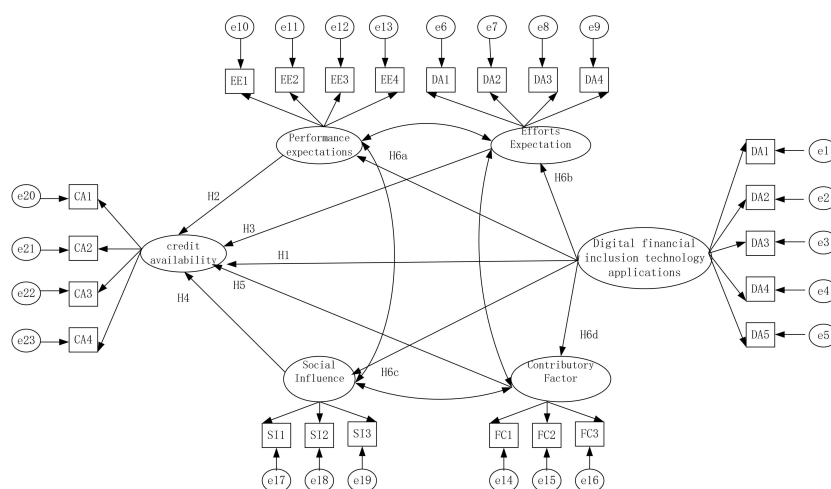 e10
e11
e12
e13
e6
e7
e8
e9
EE1
EE2
EE3
EE4
DA1
DA2
DA3
DA4
Performance
expectations
Efforts
Expectation
H6a
H6b
DA1
e1
DA2
e2
DA3
e3
DA4
e4
DA5
e5
e20
CA1
e21
CA2
e22
CA3
e23
CA4
H2
H3
credit
availability
H1
H5
H4
Digital financial
inclusion technology
applications
H6d
H6c
Social
Influence
Contributory
Factor
SI1
SI2
SI3
FC1
FC2
FC3
e17
e18
e19
e14
e15
e16